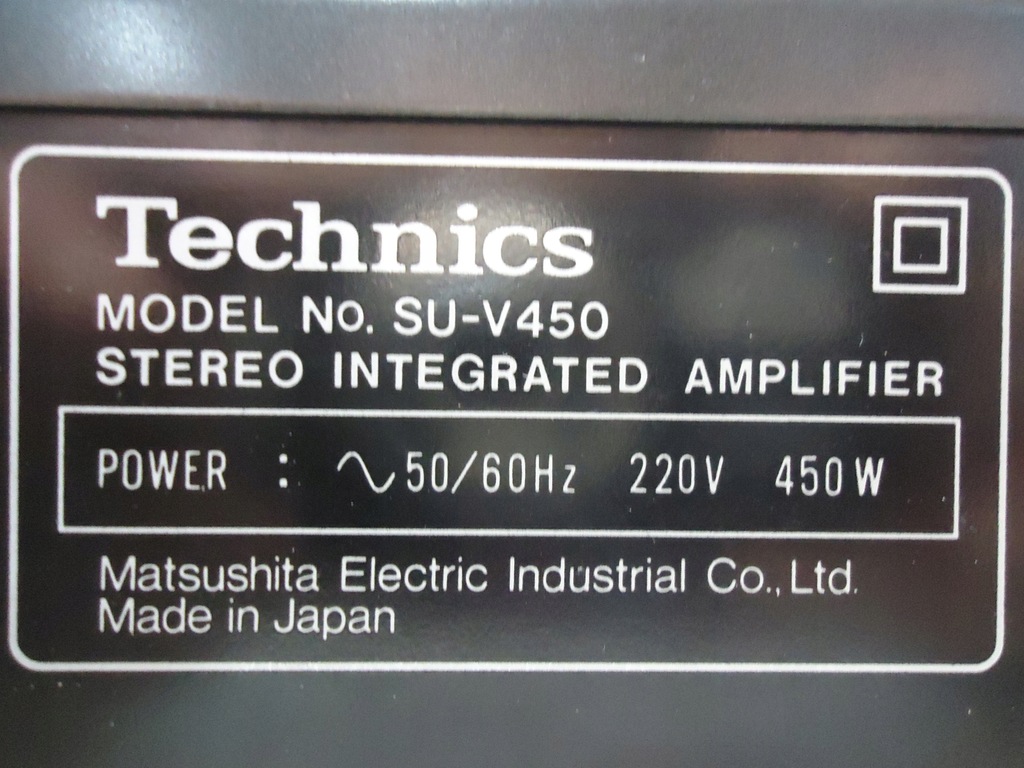 Technics
MODEL No. SU-V450
STEREO INTEGRATED AMPLIFIER
POWER : ∿50/60Hz 220V 450W
Matsushita Electric Industrial Co., Ltd.
Made in Japan